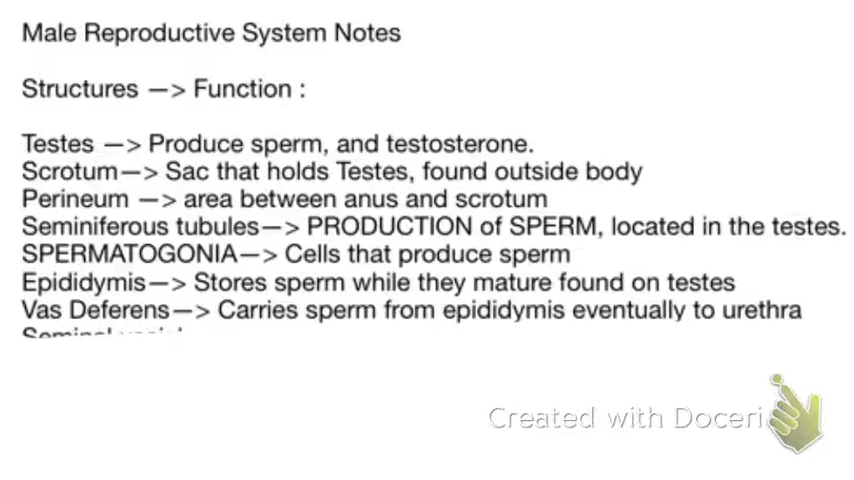 Male Reproductive System Notes
Structures —> Function :
Testes —> Produce sperm, and testosterone.
Scrotum—> Sac that holds Testes, found outside body
Perineum —> area between anus and scrotum
Seminiferous tubules—> PRODUCTION of SPERM, located in the testes.
SPERMATOGONIA—> Cells that produce sperm
Epididymis—> Stores sperm while they mature found on testes
Vas Deferens—> Carries sperm from epididymis eventually to urethra
Created with Doceri